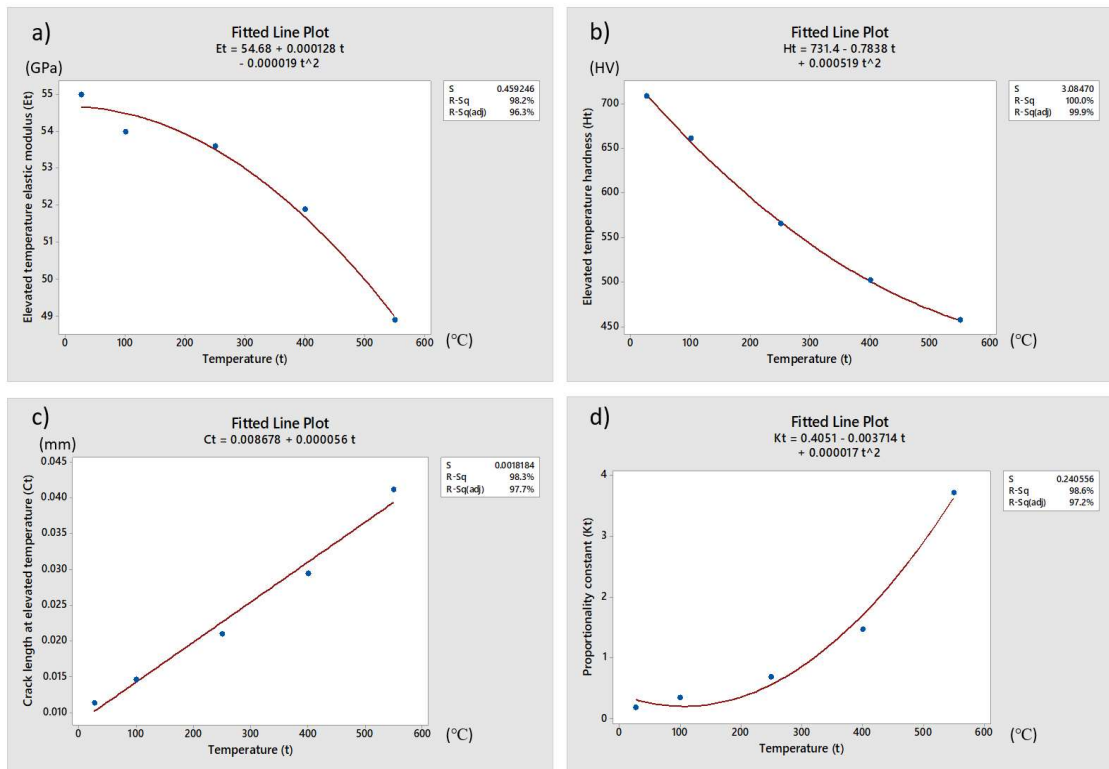 a)
Fitted Line Plot
Et = 54.68 + 0.000128 t
- 0.000019 t^2
(GPa)
S 0.459246
R-Sq 98.2%
R-Sq(adj) 96.3%
Elevated temperature elastic modulus (Et)
55
54
53
52
51
50
49
0 100 200 300 400 500 600
(℃)
Temperature (t)
b)
Fitted Line Plot
Ht = 731.4 - 0.7838 t
+ 0.000519 t^2
(HV)
S 3.08470
R-Sq 100.0%
R-Sq(adj) 99.9%
Elevated temperature hardness (Ht)
700
650
600
550
500
450
0 100 200 300 400 500 600
(℃)
Temperature (t)
c)
Fitted Line Plot
Ct = 0.008678 + 0.000056 t
(mm)
S 0.0018184
R-Sq 98.3%
R-Sq(adj) 97.7%
Crack length at elevated temperature (Ct)
0.045
0.040
0.035
0.030
0.025
0.020
0.015
0.010
0 100 200 300 400 500 600
(℃)
Temperature (t)
d)
Fitted Line Plot
Kt = 0.4051 - 0.003714 t
+ 0.000017 t^2
S 0.240556
R-Sq 98.6%
R-Sq(adj) 97.2%
Proportionality constant (Kt)
4
3
2
1
0
0 100 200 300 400 500 600
(℃)
Temperature (t)